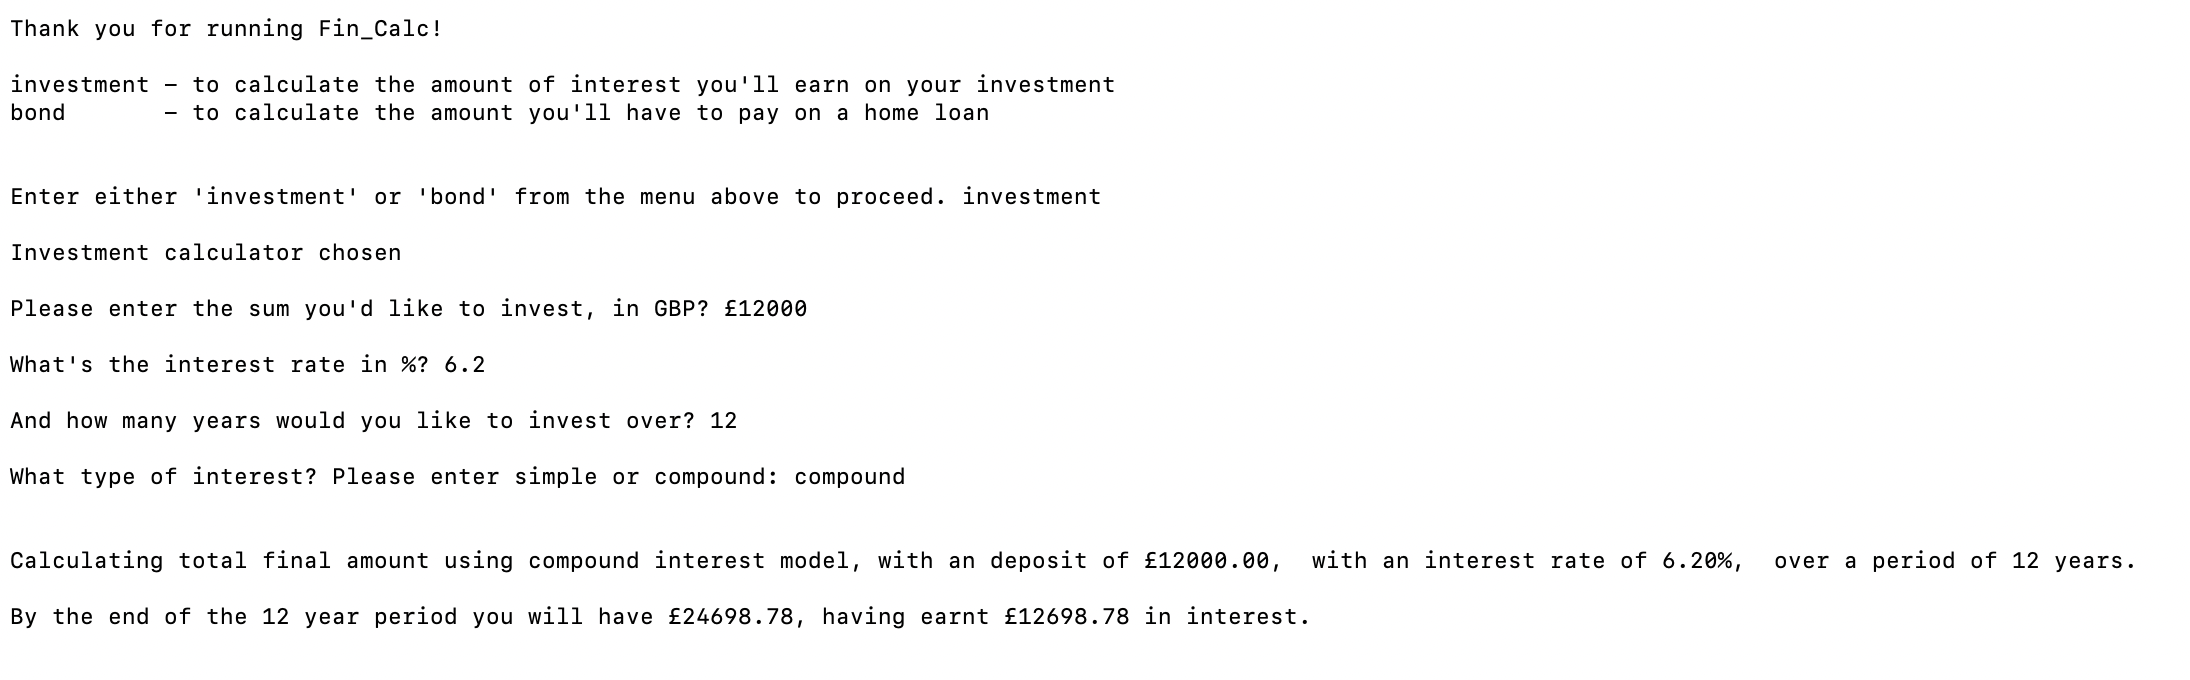 Thank you for running Fin_Calc!
investment – to calculate the amount of interest you'll earn on your investment
bond       – to calculate the amount you'll have to pay on a home loan
Enter either 'investment' or 'bond' from the menu above to proceed. investment
Investment calculator chosen
Please enter the sum you'd like to invest, in GBP? £12000
What's the interest rate in %? 6.2
And how many years would you like to invest over? 12
What type of interest? Please enter simple or compound: compound
Calculating total final amount using compound interest model, with an deposit of £12000.00,  with an interest rate of 6.20%,  over a period of 12 years.
By the end of the 12 year period you will have £24698.78, having earnt £12698.78 in interest.